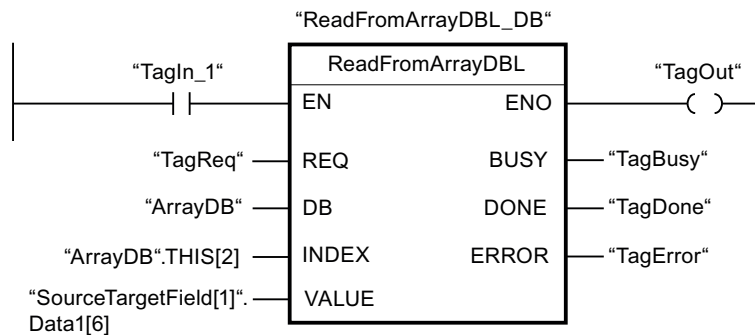 “ReadFromArrayDBL_DB“
“TagIn_1“ ReadFromArrayDBL “TagOut“
EN ENO
“TagReq“ REQ BUSY “TagBusy“
“ArrayDB“ DB DONE “TagDone“
“ArrayDB“.THIS[2] INDEX ERROR “TagError“
“SourceTargetField[1]“. VALUE
Data1[6]